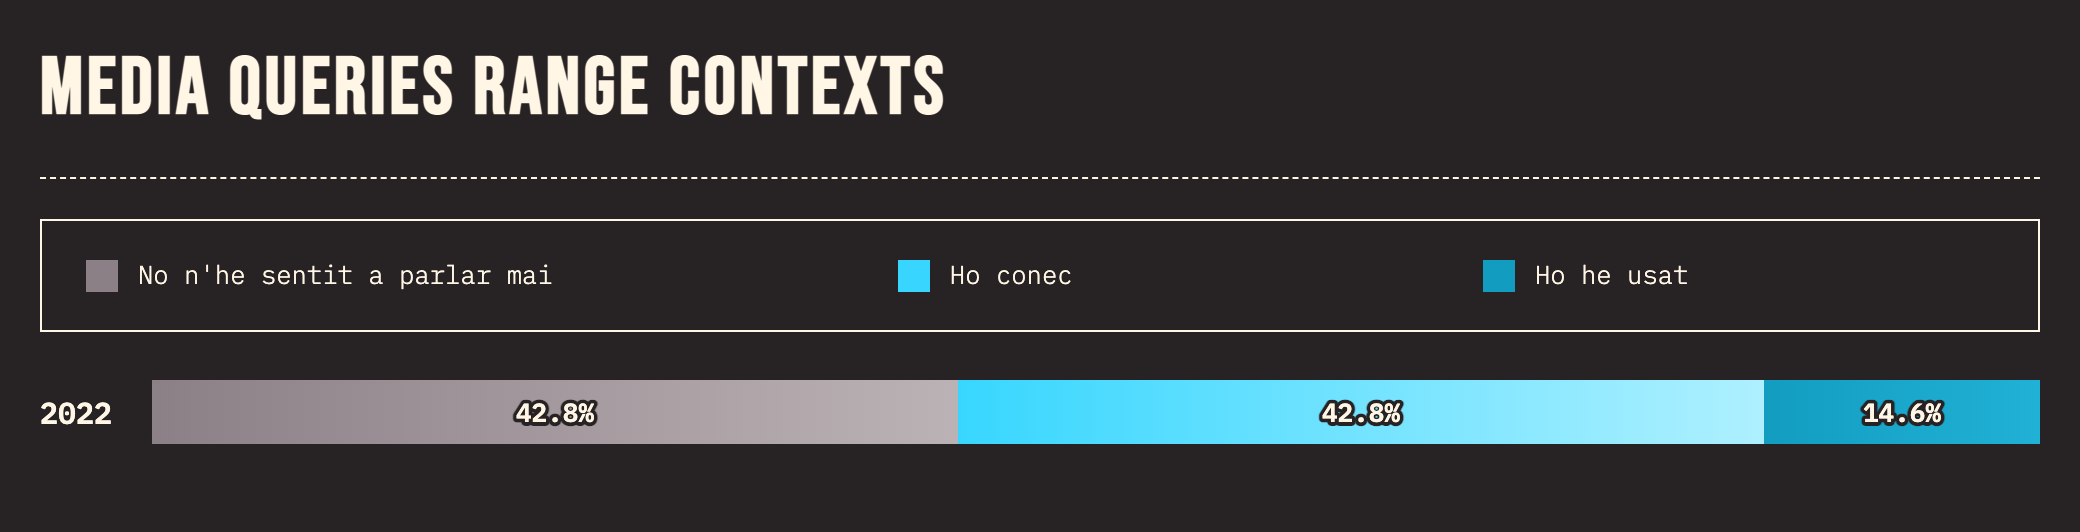 MEDIA QUERIES RANGE CONTEXTS
No n'he sentit a parlar mai
Ho conec
Ho he usat
2022 42.8% 42.8% 14.6%